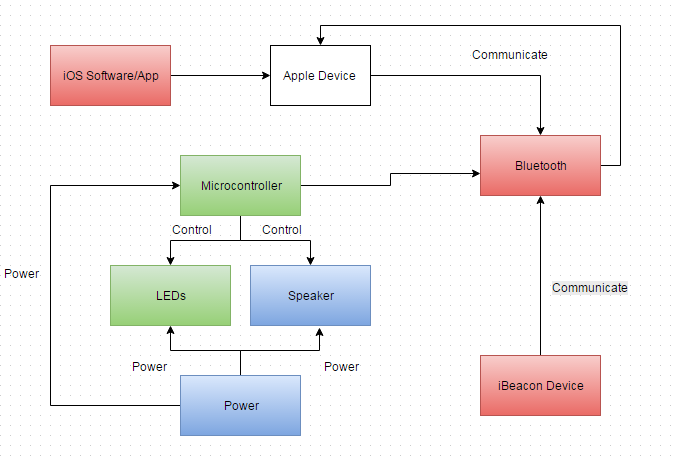 Communicate
iOS Software/App
Apple Device
Bluetooth
Microcontroller
Control
Control
Power
LEDs
Speaker
Communicate
Power
Power
iBeacon Device
Power